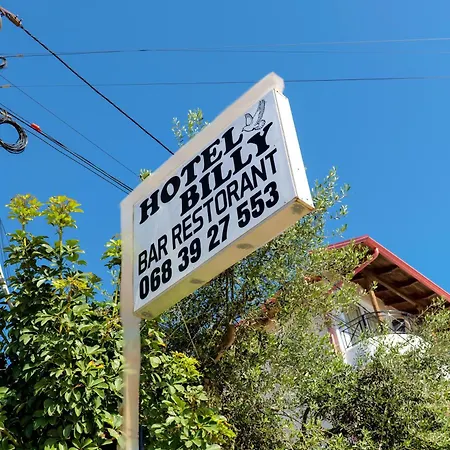 HOTEL
BILLY
BAR RESTORANT
068 39 27 553